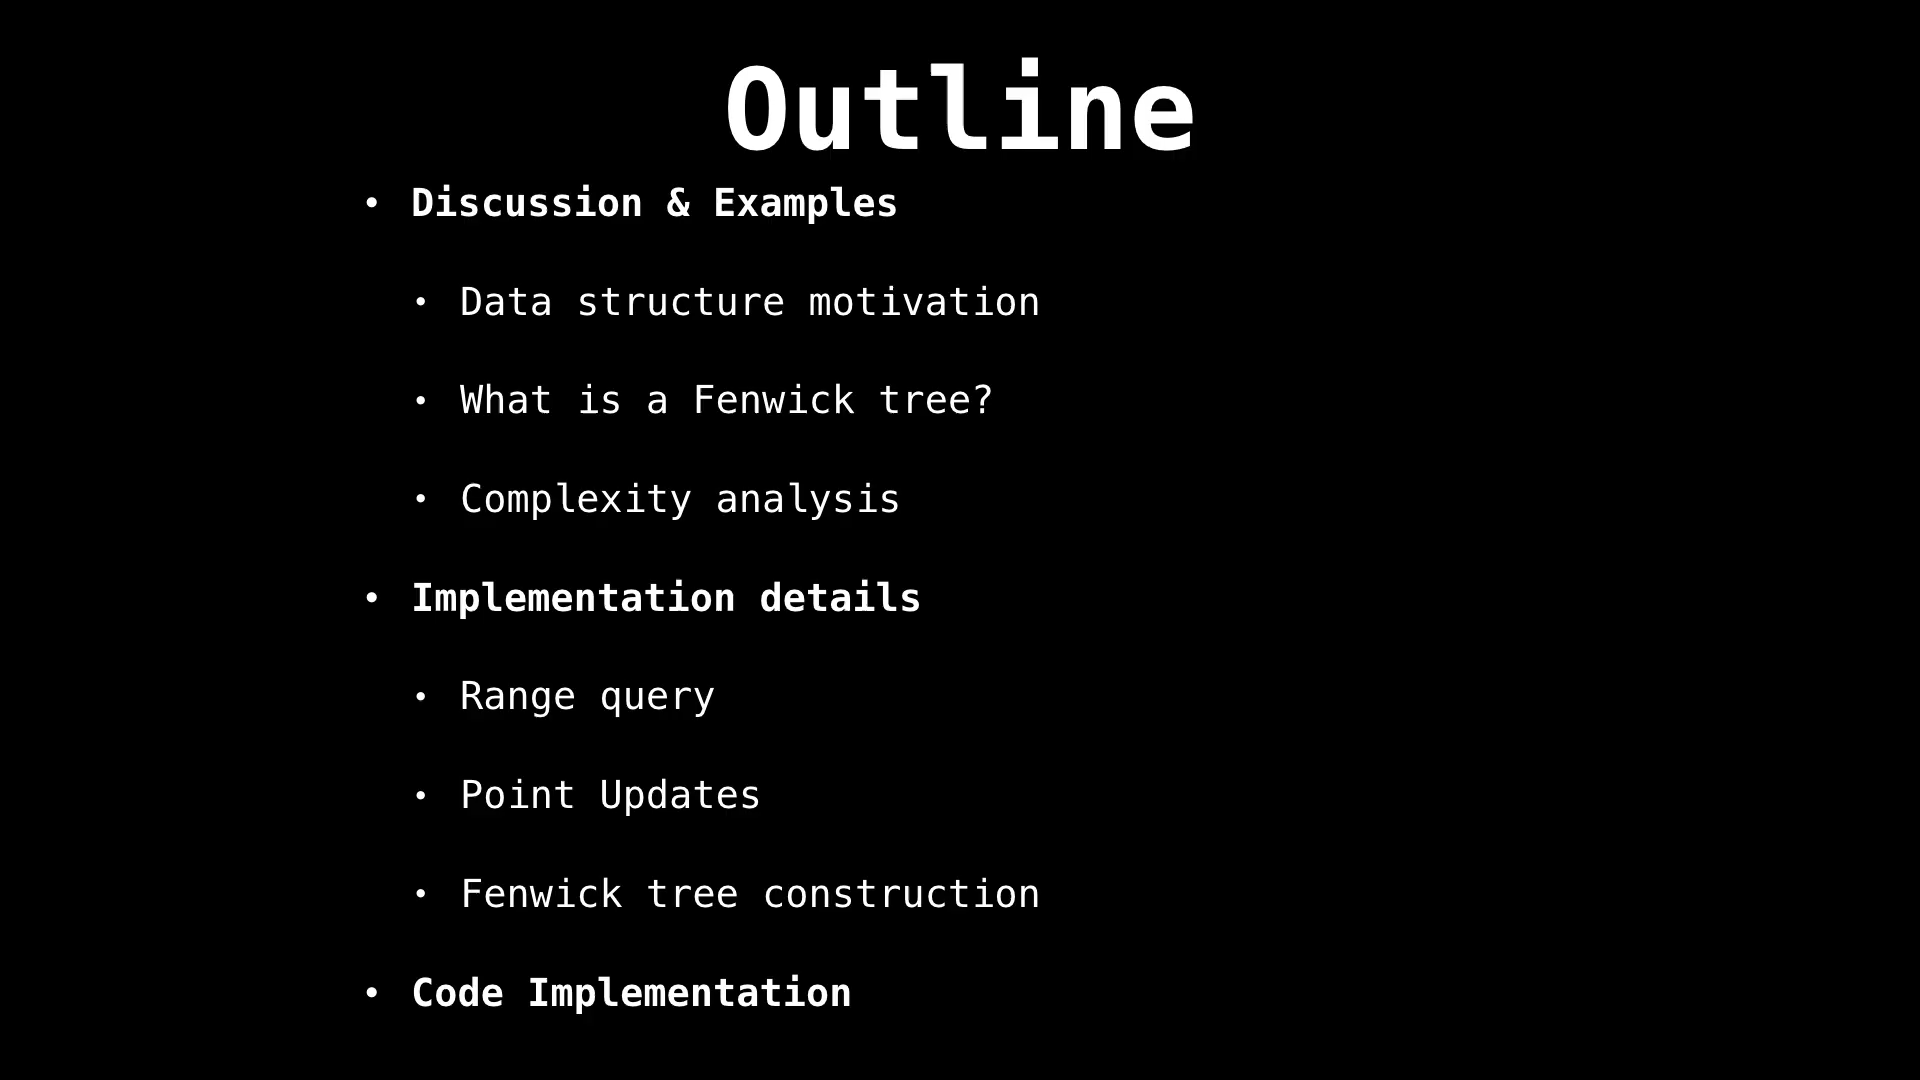 Outline
• Discussion & Examples
• Data structure motivation
• What is a Fenwick tree?
• Complexity analysis
• Implementation details
• Range query
• Point Updates
• Fenwick tree construction
• Code Implementation